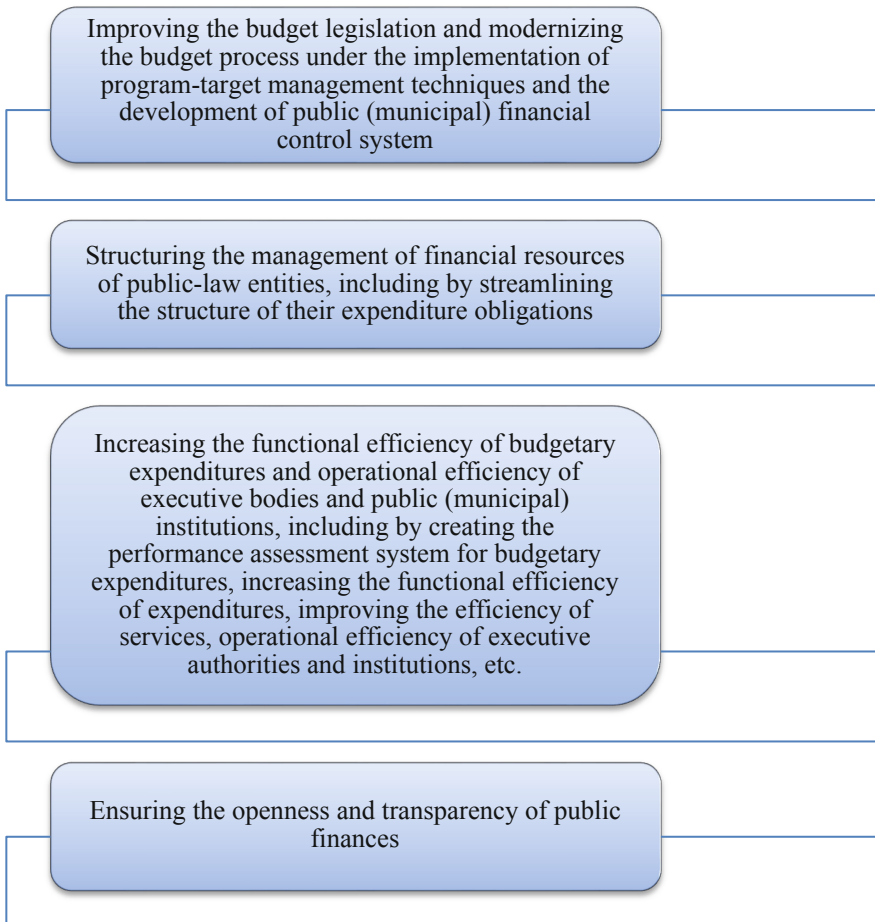 Improving the budget legislation and modernizing
the budget process under the implementation of
program-target management techniques and the
development of public (municipal) financial
control system
Structuring the management of financial resources
of public-law entities, including by streamlining
the structure of their expenditure obligations
Increasing the functional efficiency of budgetary
expenditures and operational efficiency of
executive bodies and public (municipal)
institutions, including by creating the
performance assessment system for budgetary
expenditures, increasing the functional efficiency
of expenditures, improving the efficiency of
services, operational efficiency of executive
authorities and institutions, etc.
Ensuring the openness and transparency of public
finances